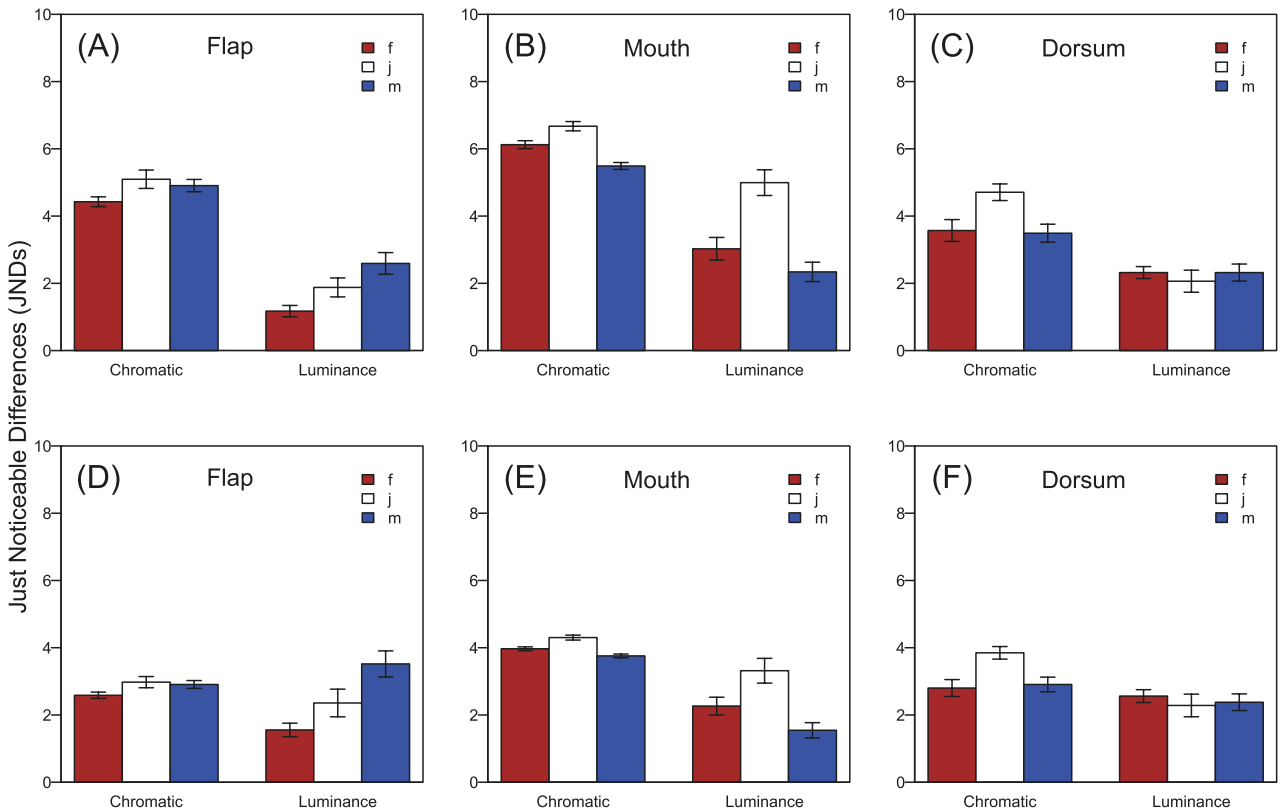 Just Noticeable Differences (JNDs)
(A) Flap
f
j
m
10
8
6
4
2
0
Chromatic Luminance
(B) Mouth
f
j
m
10
8
6
4
2
0
Chromatic Luminance
(C) Dorsum
f
j
m
10
8
6
4
2
0
Chromatic Luminance
(D) Flap
f
j
m
10
8
6
4
2
0
Chromatic Luminance
(E) Mouth
f
j
m
10
8
6
4
2
0
Chromatic Luminance
(F) Dorsum
f
j
m
10
8
6
4
2
0
Chromatic Luminance